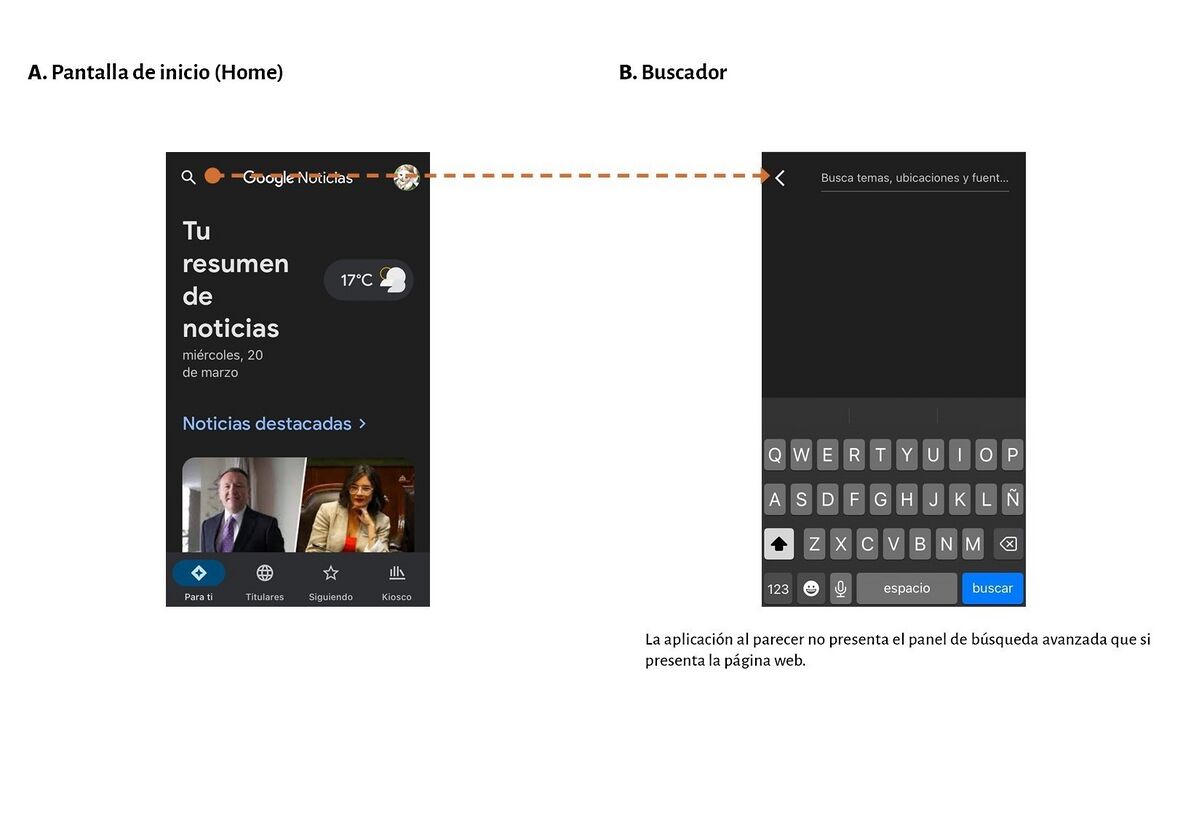 A. Pantalla de inicio (Home)
B. Buscador
Google Noticias
Tu
resumen
de
noticias
17°C
miércoles, 20
de marzo
Noticias destacadas >
Para ti
Titulares
Siguiendo
Kiosco
Busca temas, ubicaciones y fuent...
Q W E R T Y U I O P
A S D F G H J K L Ñ
Z X C V B N M
123 espacio buscar
La aplicación al parecer no presenta el panel de búsqueda avanzada que si
presenta la página web.